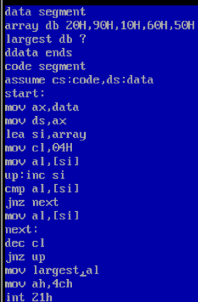 data segment
array db 20H,90H,10H,60H,50H
largest db ?
ddata ends
code segment
assume cs:code,ds:data
start:
mov ax,data
mov ds,ax
lea si,array
mov cl,04H
mov al,[si]
up:inc si
cmp al,[si]
jnz next
mov al,[si]
next:
dec cl
jnz up
mov largest,al
mov ah,4ch
int 21h